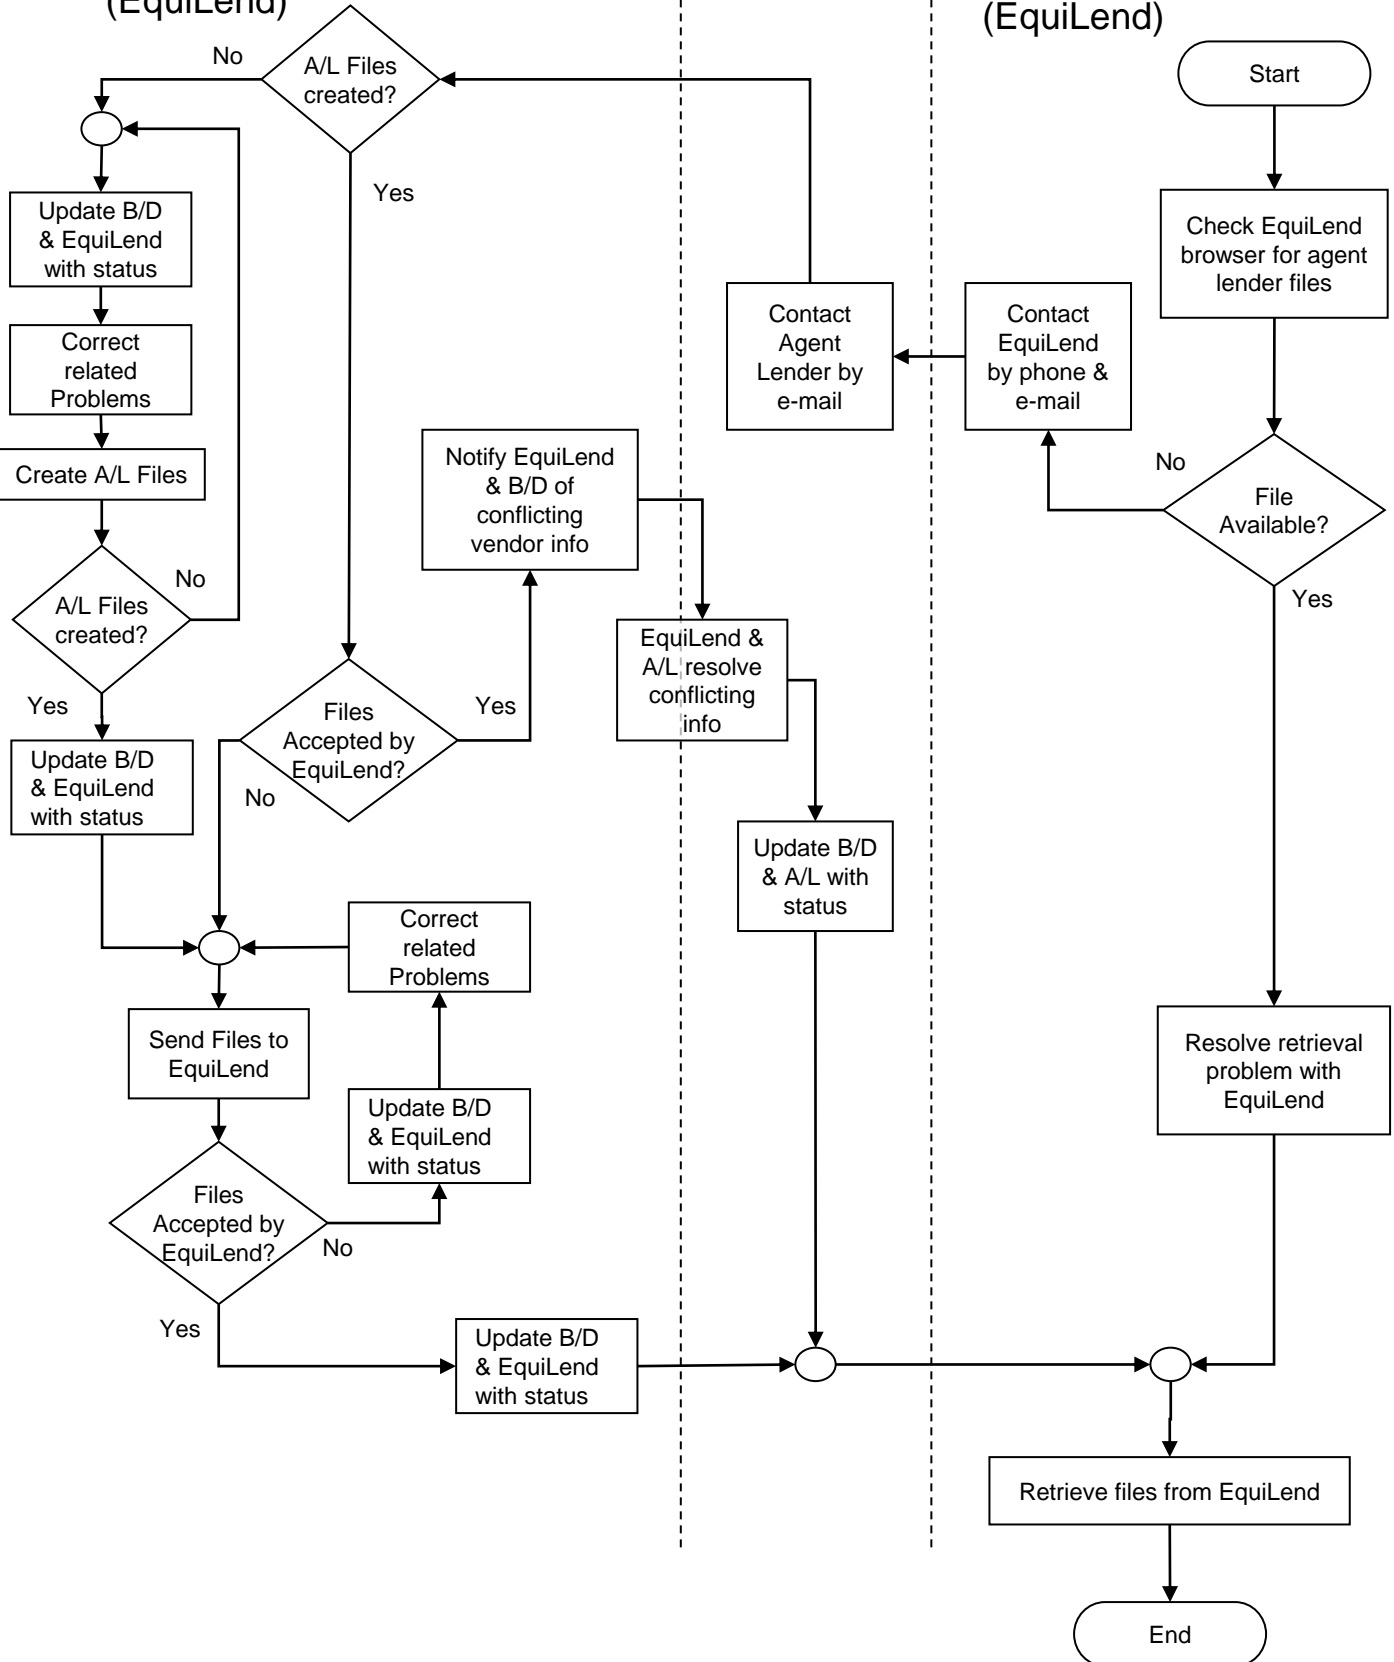 (EquiLend)
(EquiLend)
No
A/L Files
created?
Start
Yes
Update B/D
& EquiLend
with status
Check EquiLend
browser for agent
lender files
Correct
related
Problems
Contact
Agent
Lender by
e-mail
Contact
EquiLend
by phone &
e-mail
Create A/L Files
Notify EquiLend
& B/D of
conflicting
vendor info
No
File
Available?
No
A/L Files
created?
Yes
EquiLend &
A/L resolve
conflicting
info
Yes
Files
Accepted by
EquiLend?
Yes
No
Update B/D
& EquiLend
with status
Update B/D
& A/L with
status
Correct
related
Problems
Send Files to
EquiLend
Resolve retrieval
problem with
EquiLend
Update B/D
& EquiLend
with status
Files
Accepted by
EquiLend?
No
Yes
Update B/D
& EquiLend
with status
Retrieve files from EquiLend
End